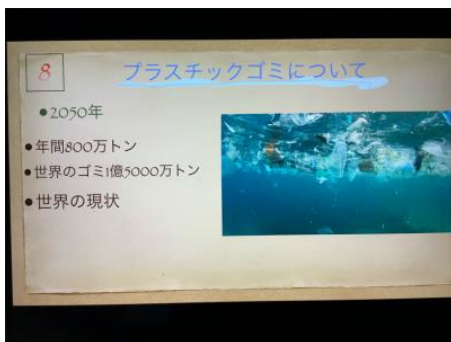 8
プラスチックゴミについて
•2050年
•年間800万トン
•世界のゴミ1億5000万トン
•世界の現状